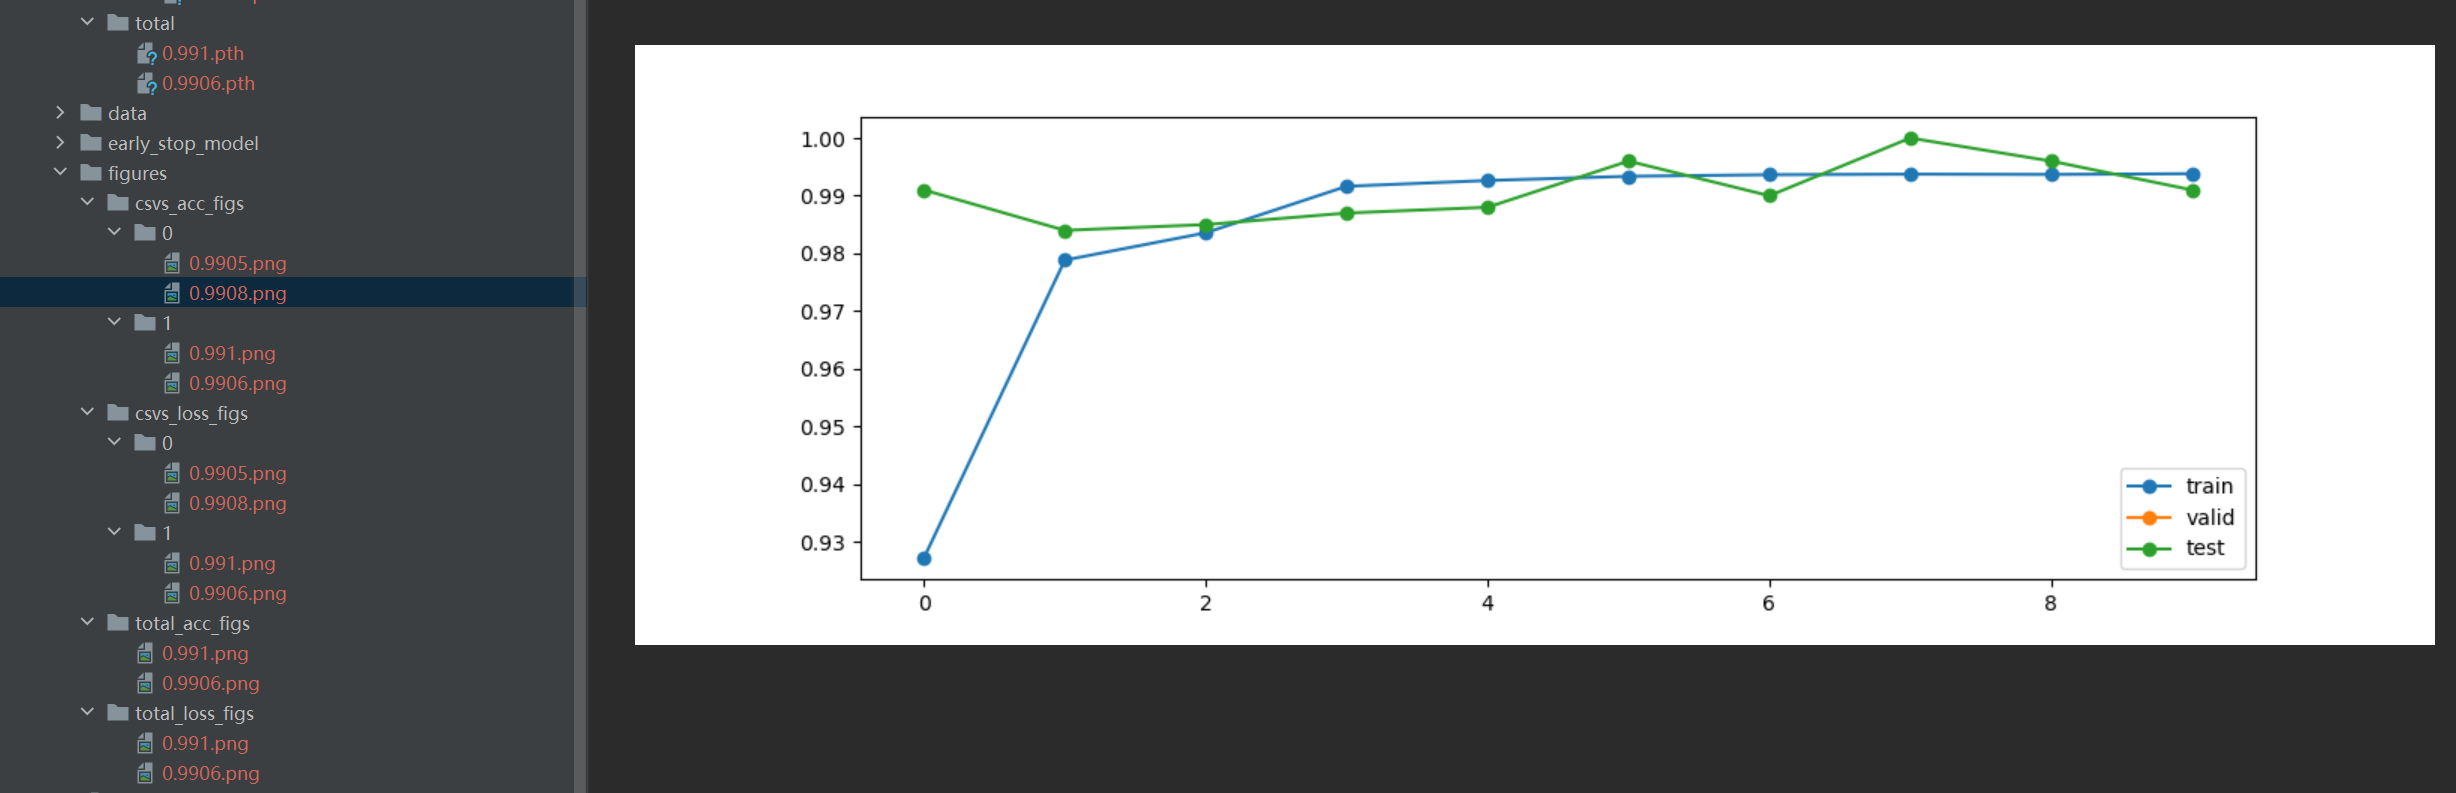 total
0.991.pth
0.9906.pth
data
early_stop_model
figures
csvs_acc_figs
0
0.9905.png
0.9908.png
1
0.991.png
0.9906.png
csvs_loss_figs
0
0.9905.png
0.9908.png
1
0.991.png
0.9906.png
total_acc_figs
0.991.png
0.9906.png
total_loss_figs
0.991.png
0.9906.png
1.00
0.99
0.98
0.97
0.96
0.95
0.94
0.93
0 2 4 6 8
train
valid
test